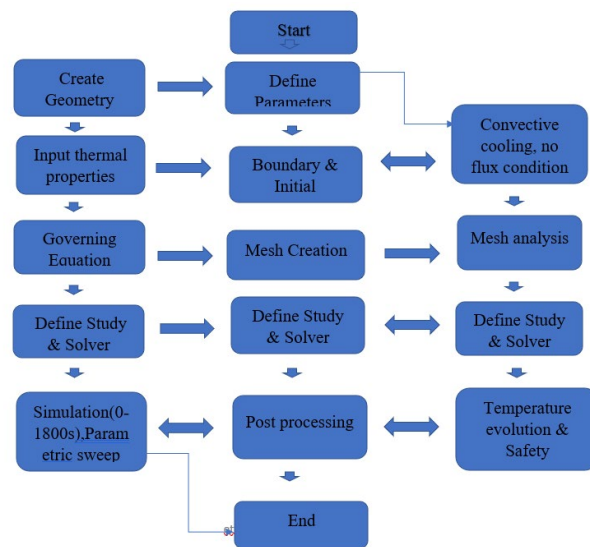 Start
Create
Geometry
Define
Parameters
Convective
cooling, no
flux condition
Input thermal
properties
Boundary &
Initial
Governing
Equation
Mesh Creation
Mesh analysis
Define Study
& Solver
Define Study
& Solver
Define Study
& Solver
Simulation(0-
1800s),Param
etric sweep
Post processing
Temperature
evolution &
Safety
End